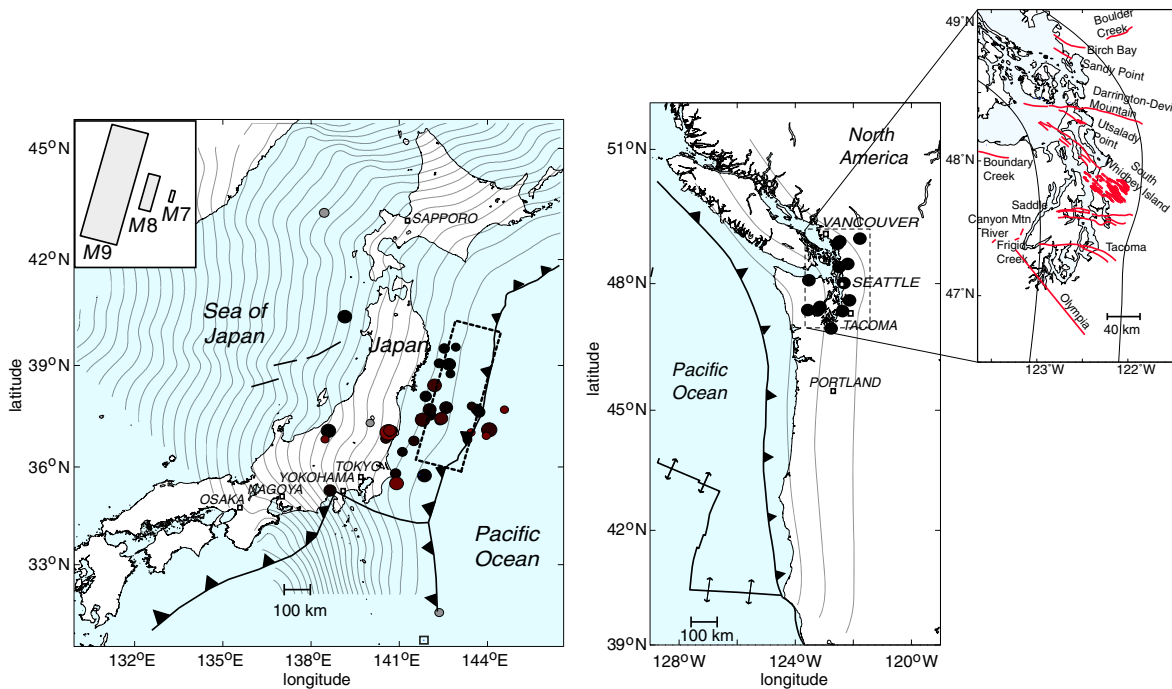 45°N
42°N
39°N
36°N
33°N
latitude
132°E
135°E
138°E
141°E
144°E
longitude
M9
M8
M7
SAPPORO
Sea of
Japan
Japan
TOKYO
YOKOHAMA
NAGOYA
OSAKA
Pacific
Ocean
100 km
51°N
48°N
45°N
42°N
39°N
latitude
128°W
124°W
120°W
longitude
North
America
VANCOUVER
SEATTLE
TACOMA
PORTLAND
Pacific
Ocean
100 km
49°N
48°N
47°N
123°W
122°W
Boulder
Creek
Birch Bay
Sandy Point
Darrington-Devil
Mountain
Utsalady
Point
South
Whidbey Island
Boundary
Creek
Saddle
Canyon Mtn.
River
Frigid
Creek
Tacoma
Olympia
40 km